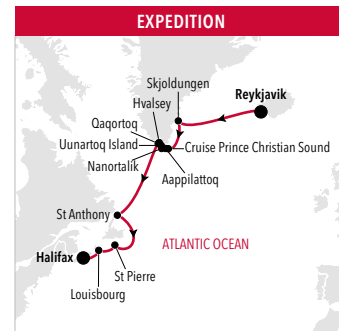 EXPEDITION
Skjoldungen
Reykjavik
Hvalsey
Qaqortoq
Uunartoq Island
Cruise Prince Christian Sound
Nanortalik
Aappilattoq
St Anthony
ATLANTIC OCEAN
Halifax
St Pierre
Louisbourg